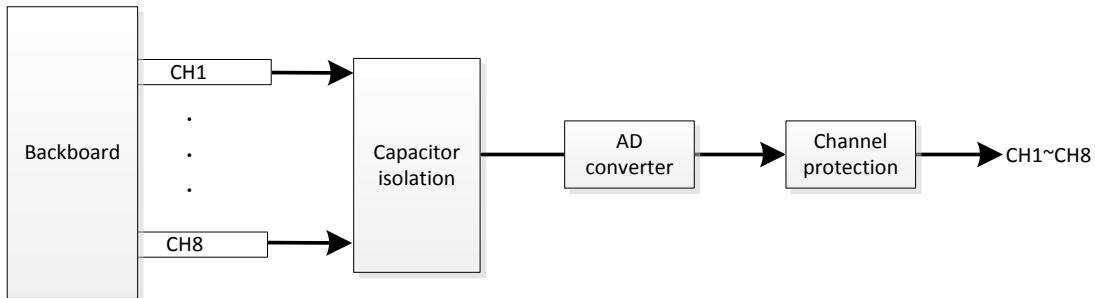 Backboard
CH1
.
.
.
CH8
Capacitor
isolation
AD
converter
Channel
protection
CH1~CH8